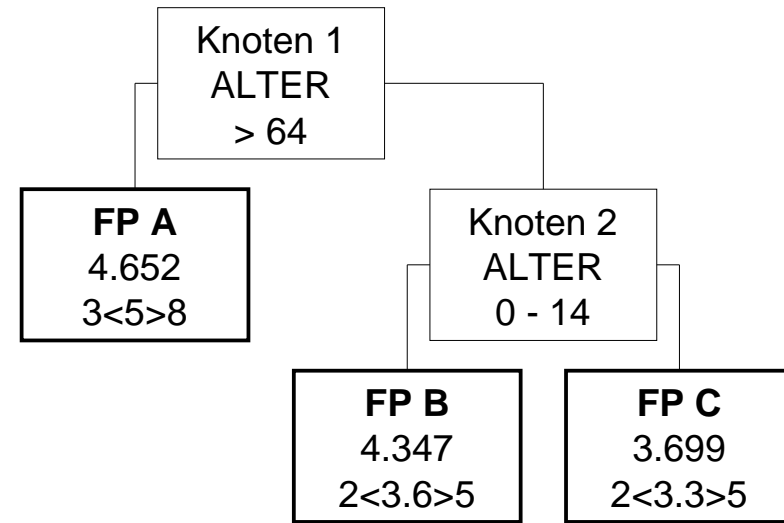 Knoten 1
ALTER
> 64
FP A
4.652
3<5>8
Knoten 2
ALTER
0 - 14
FP B
4.347
2<3.6>5
FP C
3.699
2<3.3>5